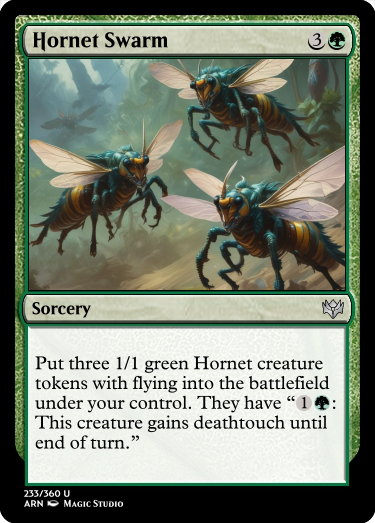 Hornet Swarm 3
Sorcery
Put three 1/1 green Hornet creature
tokens with flying into the battlefield
under your control. They have “1 :
This creature gains deathtouch until
end of turn.”
233/360 U
ARN Magic Studio